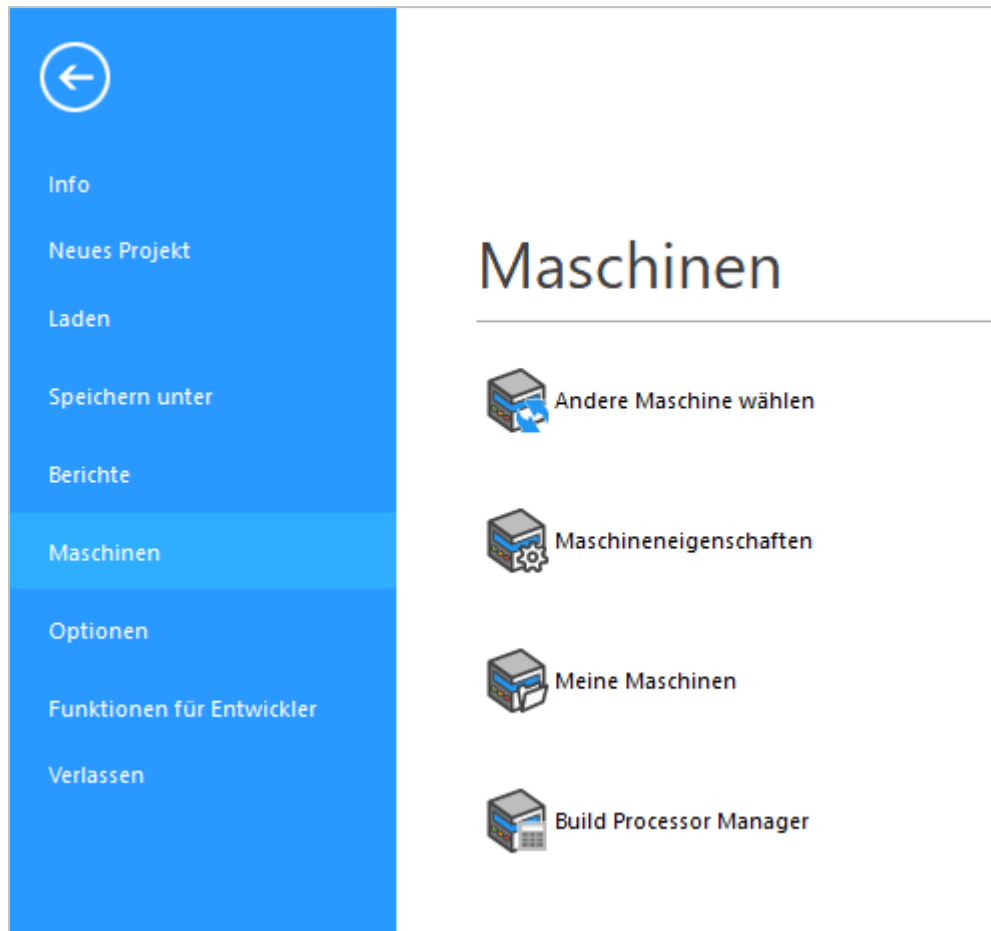 Info
Neues Projekt
Laden
Speichern unter
Berichte
Maschinen
Optionen
Funktionen für Entwickler
Verlassen
Maschinen
Andere Maschine wählen
Maschineneigenschaften
Meine Maschinen
Build Processor Manager